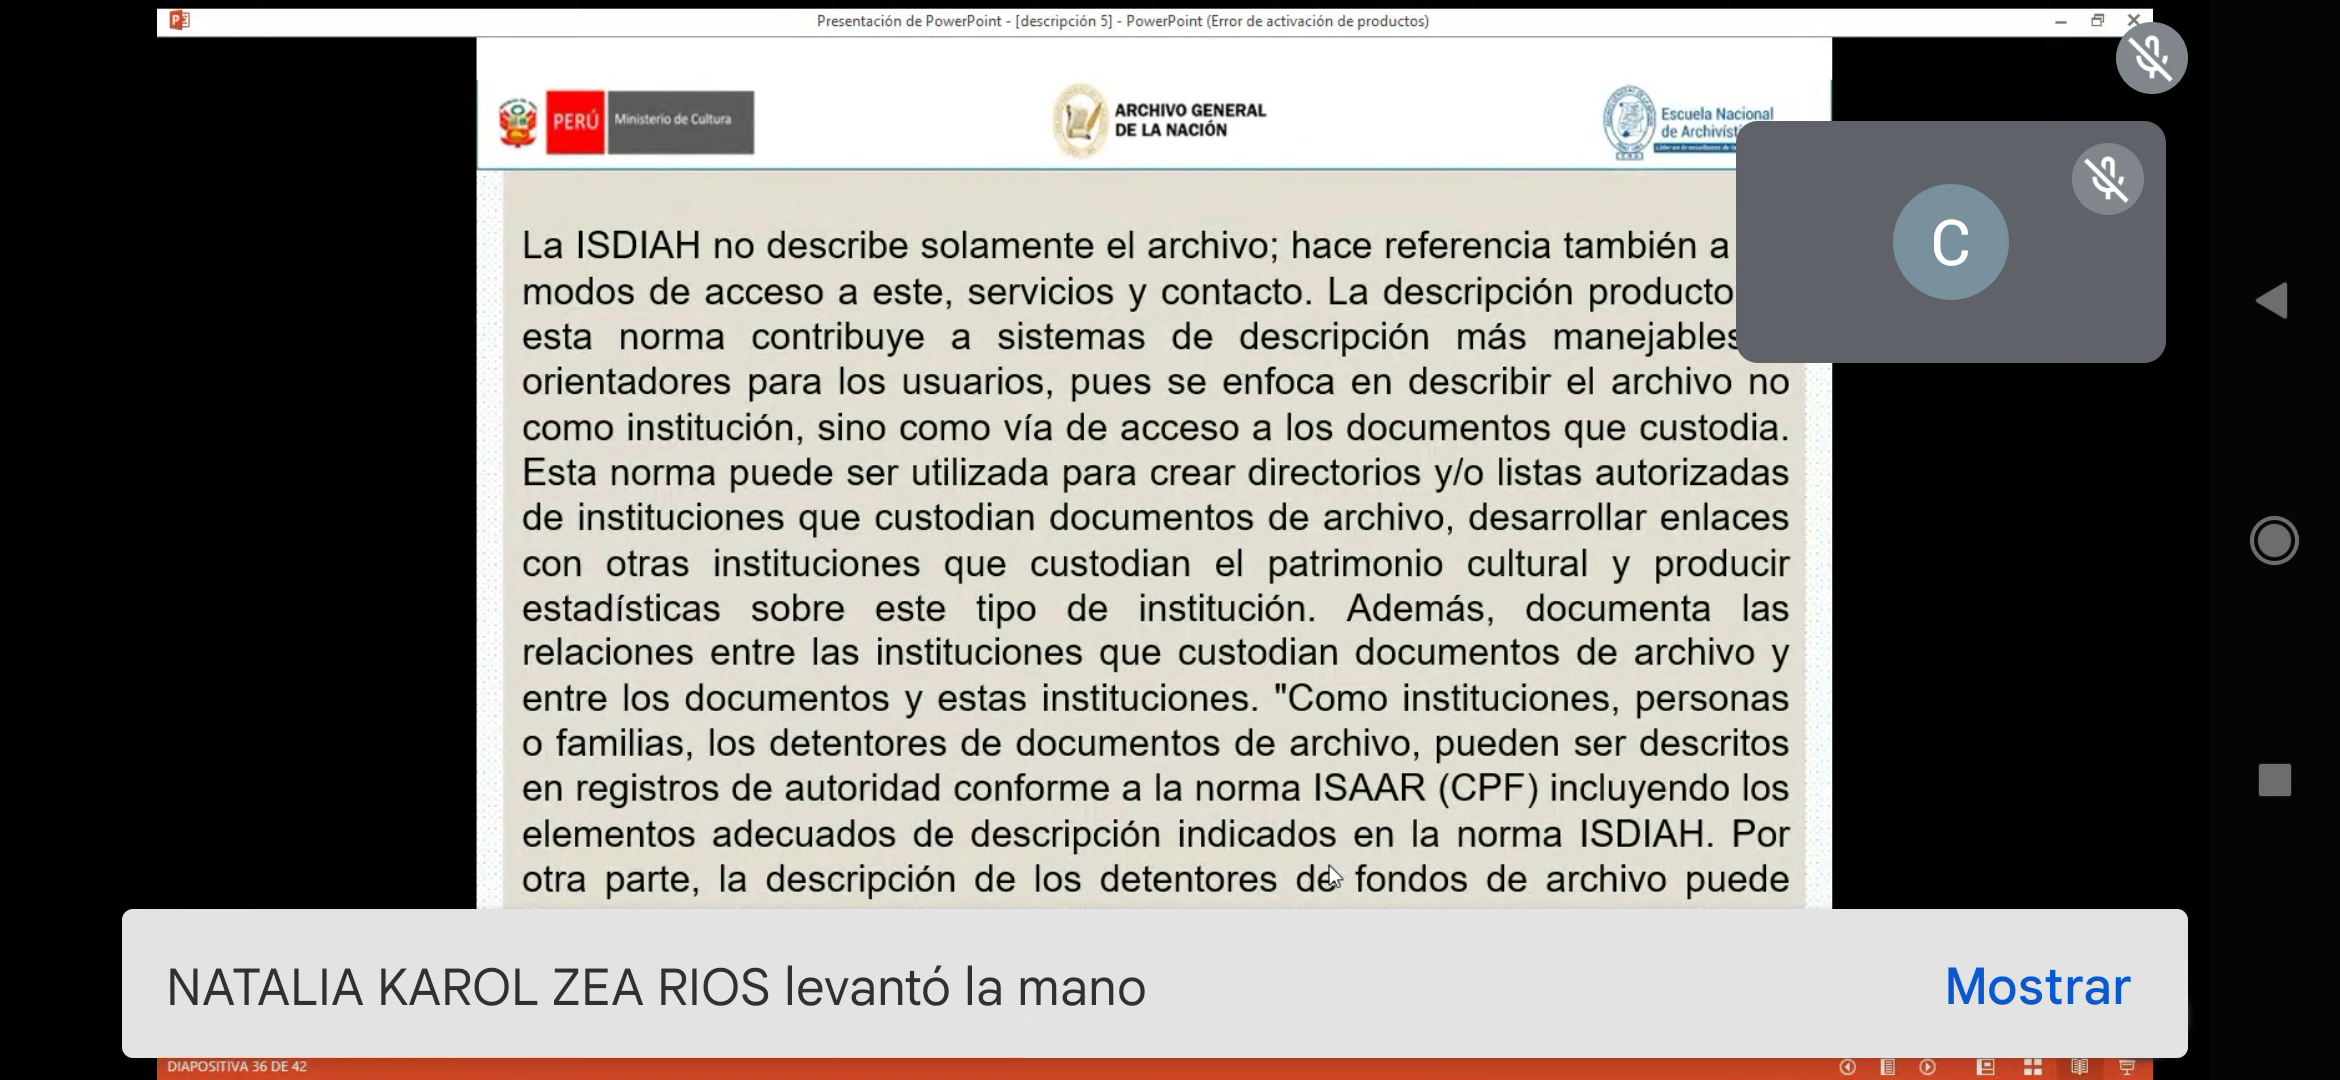 Presentación de PowerPoint - [descripción 5] - PowerPoint (Error de activación de productos)
PERÚ
Ministerio de Cultura
ARCHIVO GENERAL
DE LA NACIÓN
Escuela Nacional
de Archivíst
C
La ISDIAH no describe solamente el archivo; hace referencia también a
modos de acceso a este, servicios y contacto. La descripción producto
esta norma contribuye a sistemas de descripción más manejables
orientadores para los usuarios, pues se enfoca en describir el archivo no
como institución, sino como vía de acceso a los documentos que custodia.
Esta norma puede ser utilizada para crear directorios y/o listas autorizadas
de instituciones que custodian documentos de archivo, desarrollar enlaces
con otras instituciones que custodian el patrimonio cultural y producir
estadísticas sobre este tipo de institución. Además, documenta las
relaciones entre las instituciones que custodian documentos de archivo y
entre los documentos y estas instituciones. "Como instituciones, personas
o familias, los detentores de documentos de archivo, pueden ser descritos
en registros de autoridad conforme a la norma ISAAR (CPF) incluyendo los
elementos adecuados de descripción indicados en la norma ISDIAH. Por
otra parte, la descripción de los detentores de fondos de archivo puede
NATALIA KAROL ZEA RIOS levantó la mano
Mostrar
DIAPOSITIVA 36 DE 42